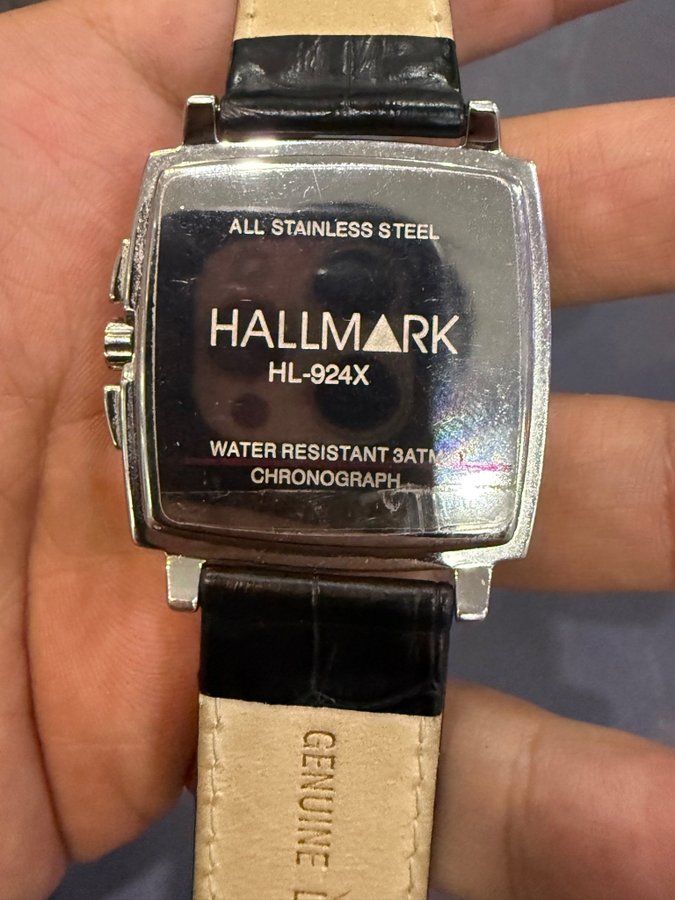 ALL STAINLESS STEEL
HALLMARK
HL-924X
WATER RESISTANT 3ATM
CHRONOGRAPH
GENUINE L